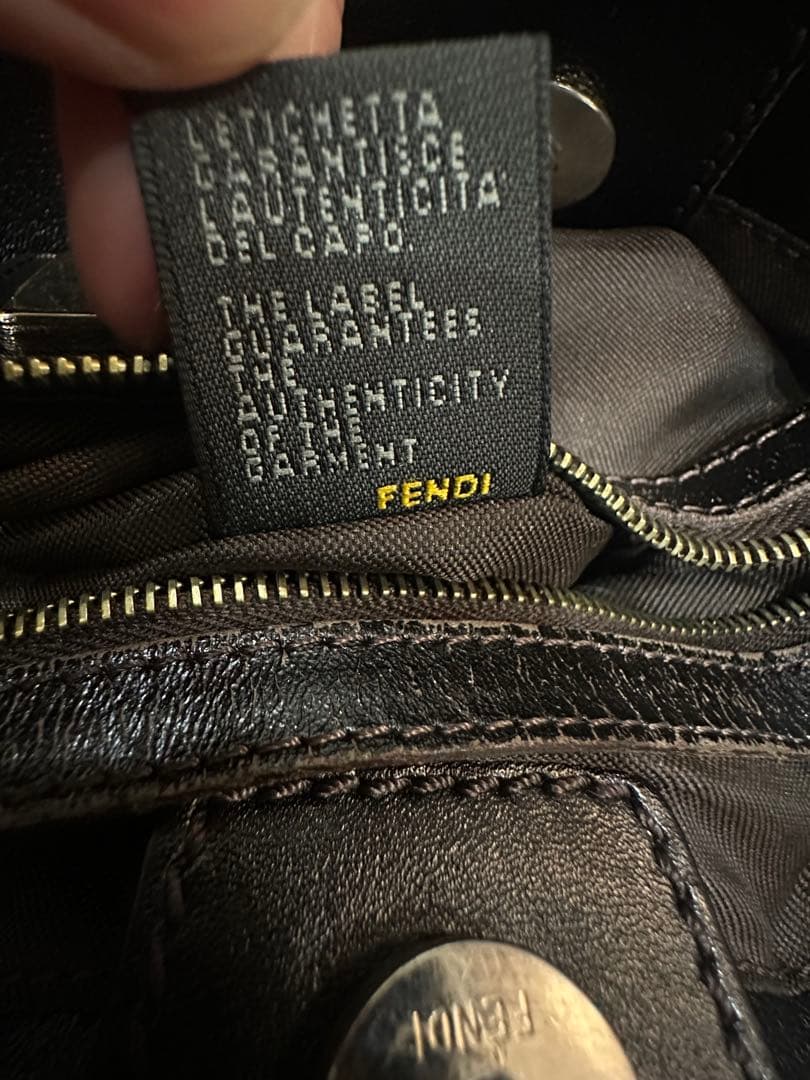 L'ETICHETTA
GARANTISCE
L'AUTENTICITA'
DEL CAPO.
THE LABEL
GUARANTEES
THE
AUTHENTICITY
OF THE
GARMENT
FENDI
FENDI